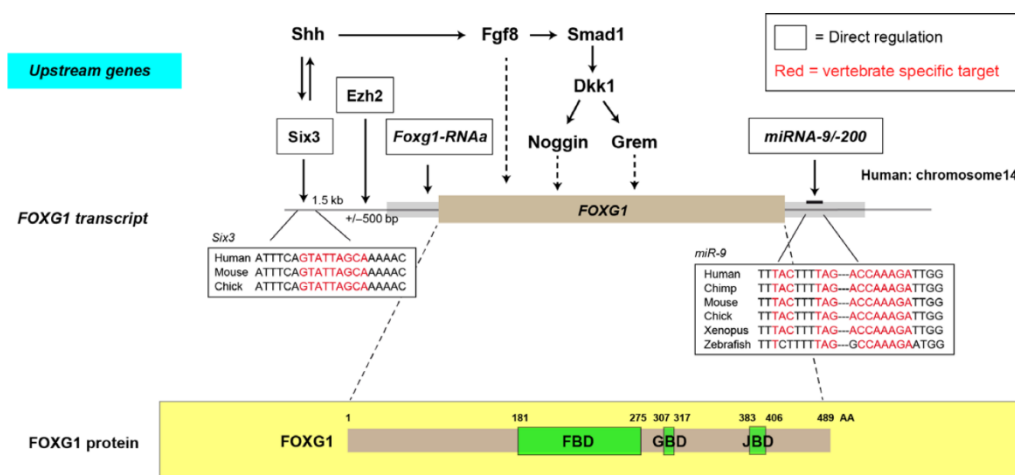 Shh Fgf8 Smad1
= Direct regulation
Upstream genes
Red = vertebrate specific target
Ezh2
Dkk1
Six3
Foxg1-RNAa
Noggin Grem
miRNA-9/-200
Human: chromosome14
1.5 kb
FOXG1 transcript
FOXG1
+/–500 bp
Six3
Human ATTTCAGTATTAGCAAAAAC
Mouse ATTTCAGTATTAGCAAAAAC
Chick ATTTCAGTATTAGCAAAAAC
miR-9
Human TTTACTTTTAG---ACCAAAGATTGG
Chimp TTTACTTTTAG---ACCAAAGATTGG
Mouse TTTACTTTTAG---ACCAAAGATTGG
Chick TTTACTTTTAG---ACCAAAGATTGG
Xenopus TTTACTTTTAG---ACCAAAGATTGG
Zebrafish TTTCTTTTTAG---GCCAAAGAATGG
1 181 275 307 317 383 406 489 AA
FOXG1 protein FOXG1 FBD GBD JBD